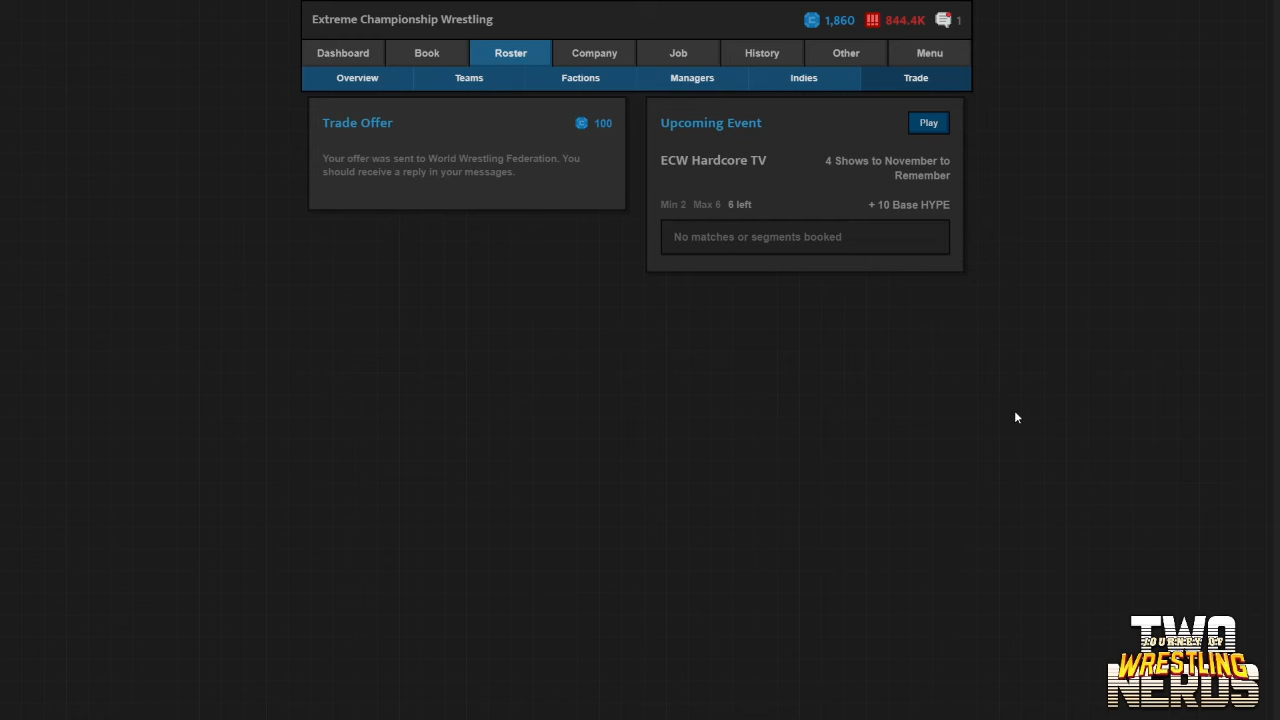 Extreme Championship Wrestling
1,860
844.4K
1
Dashboard
Book
Roster
Company
Job
History
Other
Menu
Overview
Teams
Factions
Managers
Indies
Trade
Trade Offer
100
Your offer was sent to World Wrestling Federation. You
should receive a reply in your messages.
Upcoming Event
Play
ECW Hardcore TV
4 Shows to November to
Remember
Min 2 Max 6 6 left
+ 10 Base HYPE
No matches or segments booked
TWO
JOURNEY OF
WRESTLING
NERDS